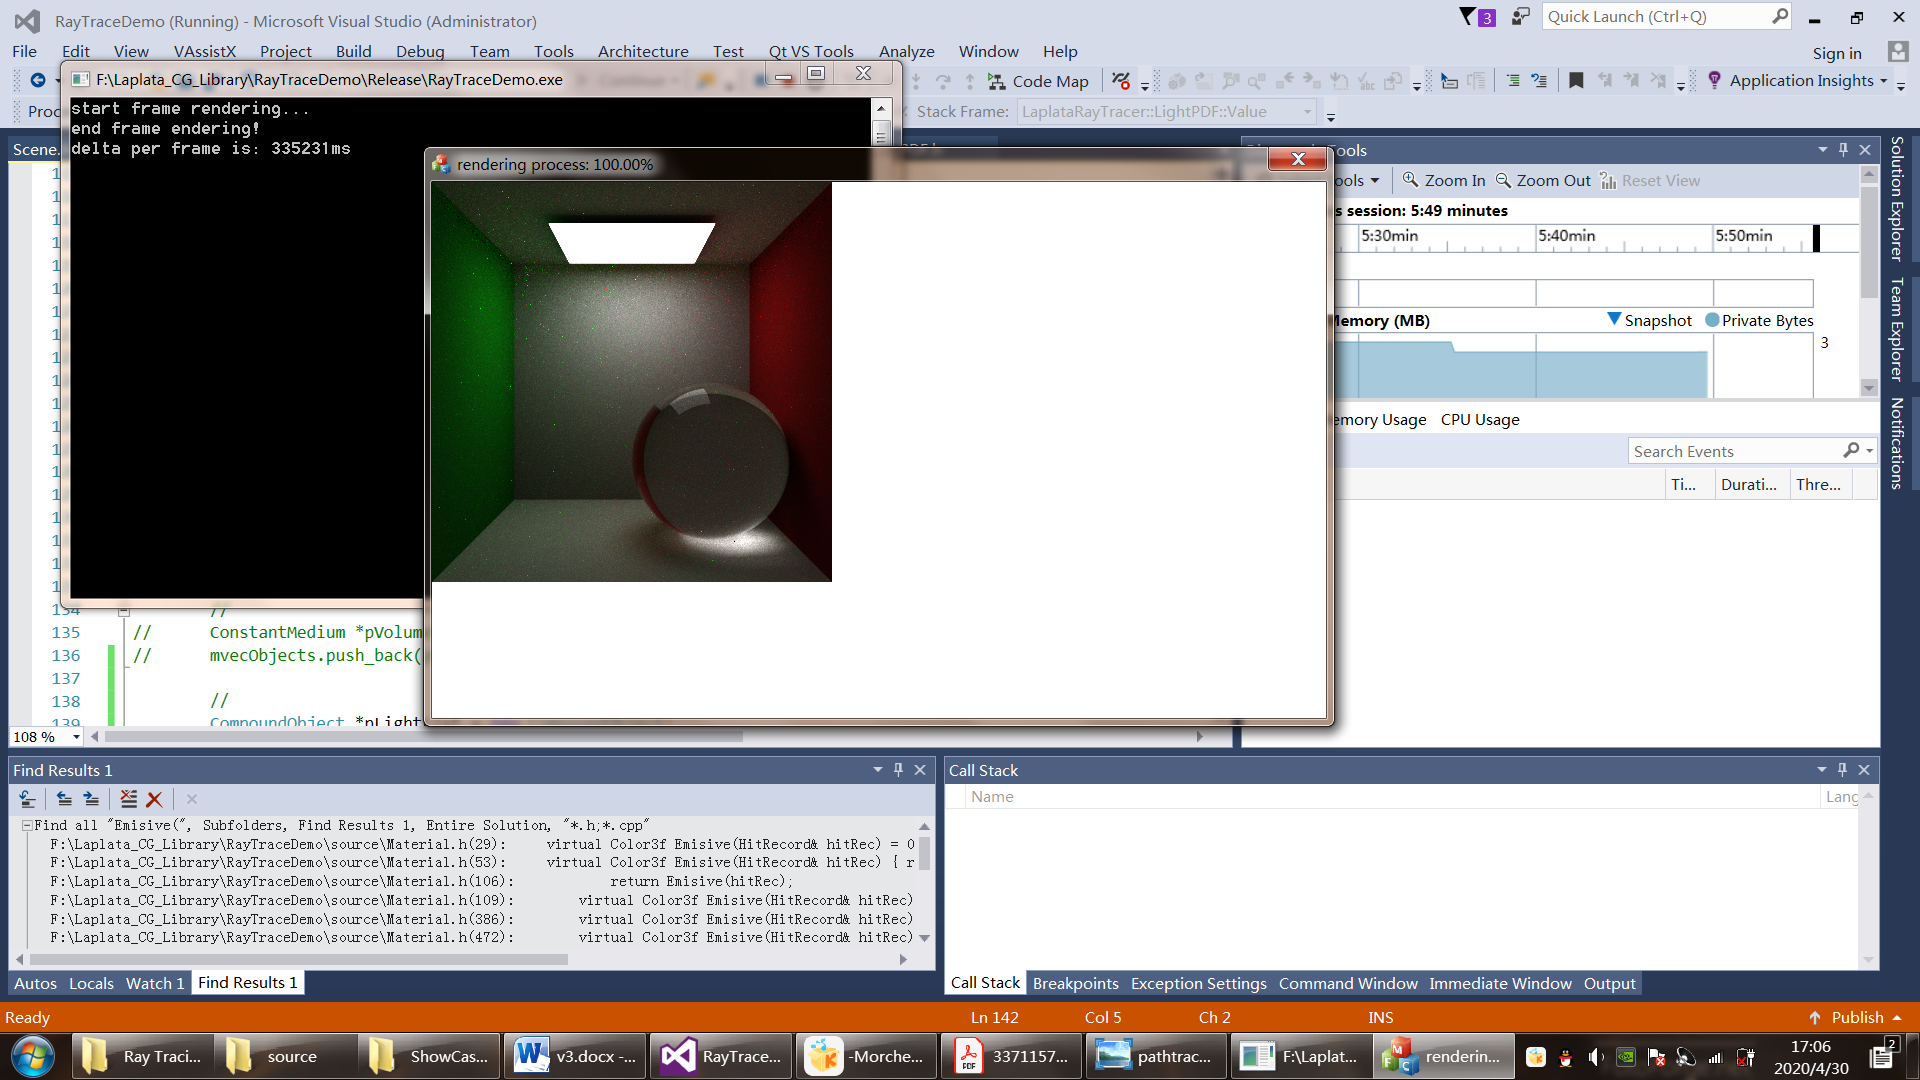 RayTraceDemo (Running) - Microsoft Visual Studio (Administrator)
3
Quick Launch (Ctrl+Q)
File Edit View VAssistX Project Build Debug Team Tools Architecture Test Qt VS Tools Analyze Window Help
Sign in
F:\Laplata_CG_Library\RayTraceDemo\Release\RayTraceDemo.exe
Code Map
Application Insights
Stack Frame: LaplataRayTracer::LightPDF::Value
start frame rendering...
end frame endering!
delta per frame is: 335231ms
Scene.
rendering process: 100.00%
Tools
Zoom In Zoom Out Reset View
session: 5:49 minutes
5:30min 5:40min 5:50min
Memory (MB)
Snapshot Private Bytes
3
Memory Usage CPU Usage
Search Events
Ti... Durati... Thre...
Solution Explorer
Team Explorer
Notifications
134 //
135 // ConstantMedium *pVolum
136 // mvecObjects.push_back(
137
138 //
139 CompoundObject *pLight
108 %
Find Results 1
Find all "Emisive(", Subfolders, Find Results 1, Entire Solution, "*.h;*.cpp"
F:\Laplata_CG_Library\RayTraceDemo\source\Material.h(29): virtual Color3f Emisive(HitRecord& hitRec) = 0
F:\Laplata_CG_Library\RayTraceDemo\source\Material.h(53): virtual Color3f Emisive(HitRecord& hitRec) { r
F:\Laplata_CG_Library\RayTraceDemo\source\Material.h(106): return Emisive(hitRec);
F:\Laplata_CG_Library\RayTraceDemo\source\Material.h(109): virtual Color3f Emisive(HitRecord& hitRec)
F:\Laplata_CG_Library\RayTraceDemo\source\Material.h(386): virtual Color3f Emisive(HitRecord& hitRec)
F:\Laplata_CG_Library\RayTraceDemo\source\Material.h(472): virtual Color3f Emisive(HitRecord& hitRec)
Autos Locals Watch 1 Find Results 1
Call Stack
Name Lang
Call Stack Breakpoints Exception Settings Command Window Immediate Window Output
Ready Ln 142 Col 5 Ch 2 INS Publish
Ray Traci... source ShowCas... v3.docx -... RayTrace... -Morche... 3371157... pathtrac... F:\Laplat... renderin...
17:06
2020/4/30
2